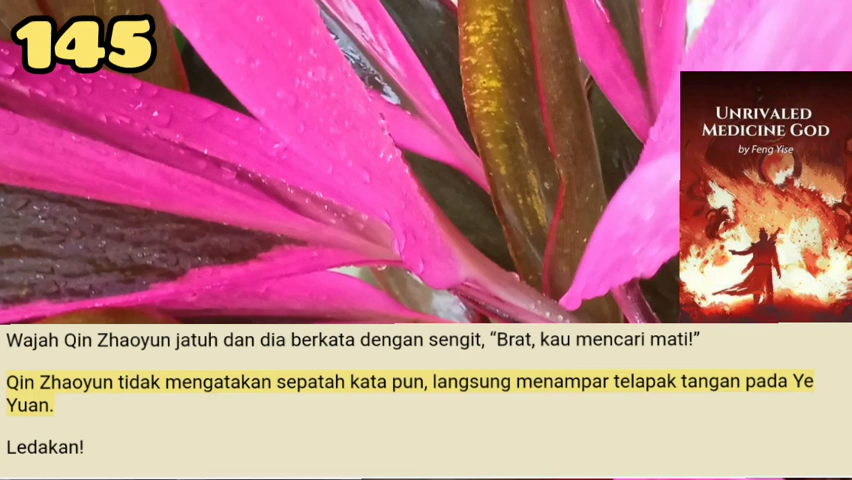 145
UNRIVALED
MEDICINE GOD
by Feng Yise
Wajah Qin Zhaoyun jatuh dan dia berkata dengan sengit, “Brat, kau mencari mati!”
Qin Zhaoyun tidak mengatakan sepatah kata pun, langsung menampar telapak tangan pada Ye
Yuan.
Ledakan!